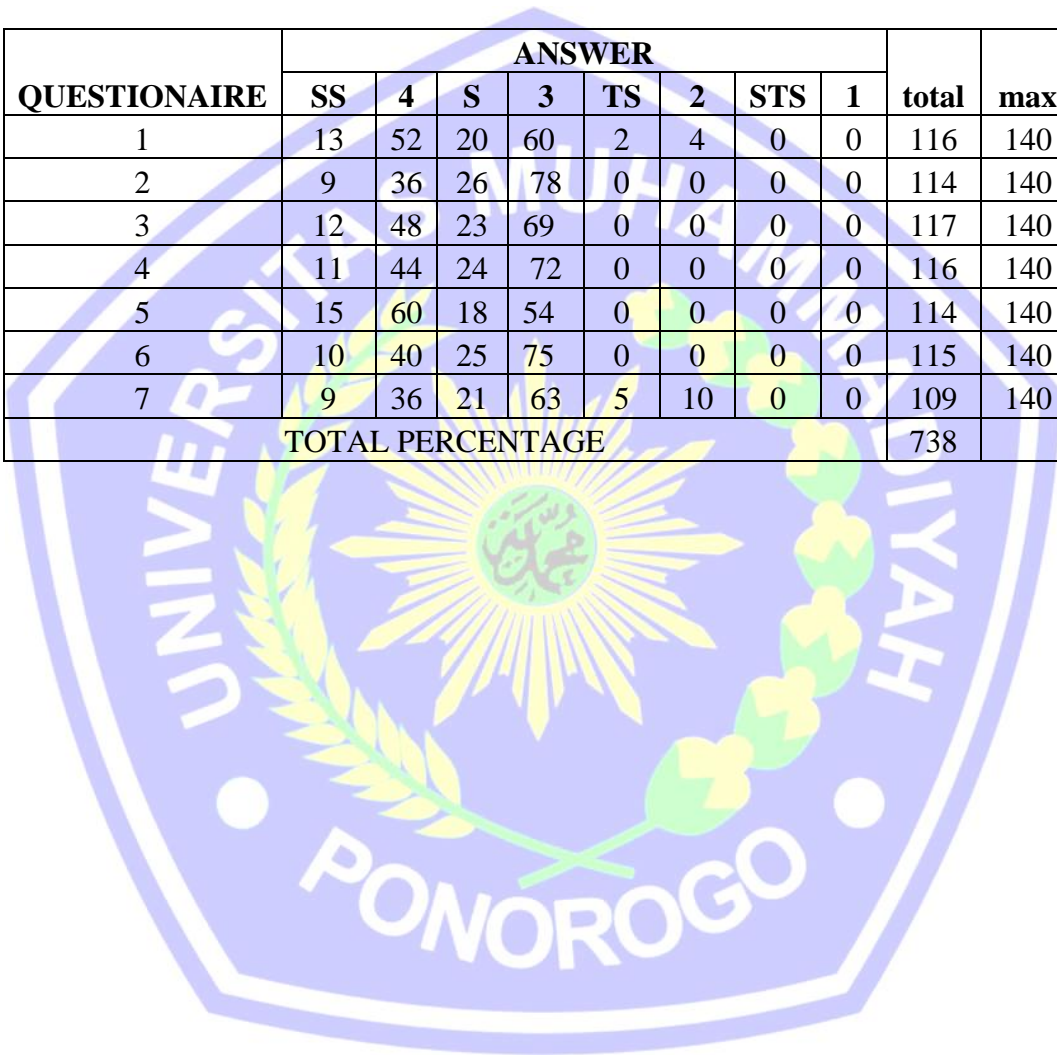 ANSWER
QUESTIONAIRE SS 4 S 3 TS 2 STS 1 total max
1 13 52 20 60 2 4 0 0 116 140
2 9 36 26 78 0 0 0 0 114 140
3 12 48 23 69 0 0 0 0 117 140
4 11 44 24 72 0 0 0 0 116 140
5 15 60 18 54 0 0 0 0 114 140
6 10 40 25 75 0 0 0 0 115 140
7 9 36 21 63 5 10 0 0 109 140
TOTAL PERCENTAGE 738
UNIVERSITAS MUHAMMADIYAH
محمدية
PONOROGO